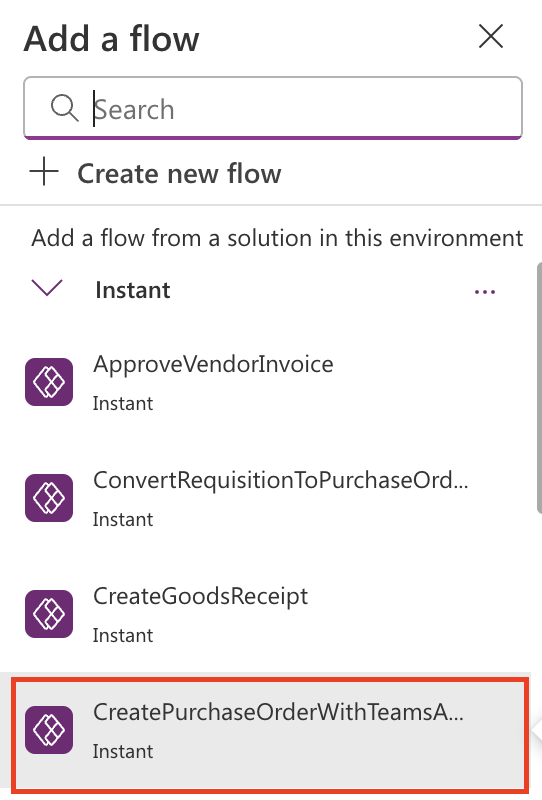 Add a flow
Search
Create new flow
Add a flow from a solution in this environment
Instant
ApproveVendorInvoice
Instant
ConvertRequisitionToPurchaseOrd...
Instant
CreateGoodsReceipt
Instant
CreatePurchaseOrderWithTeamsA...
Instant